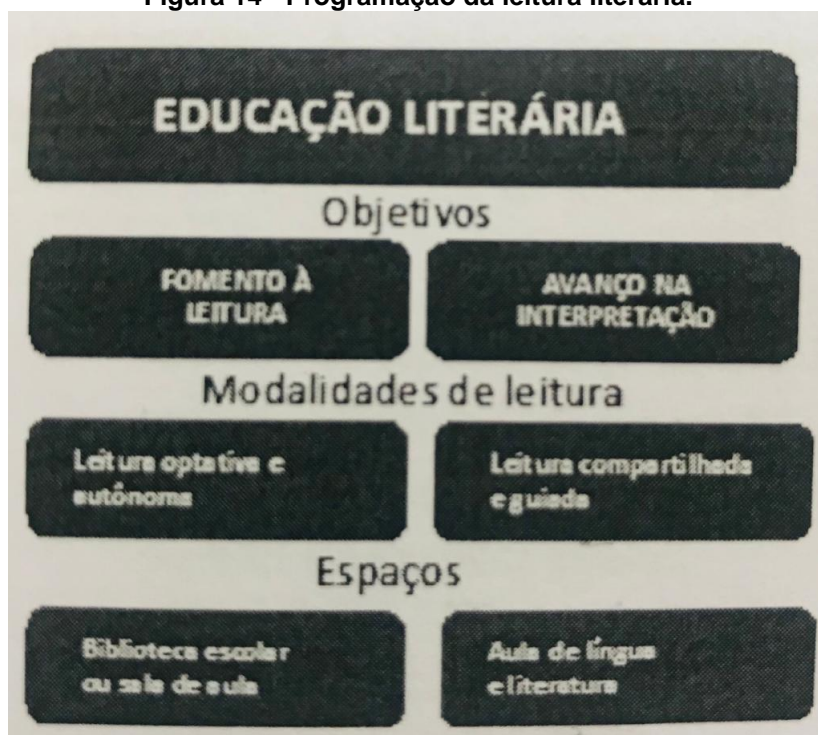 Figura 14 - Programação da leitura literária.
EDUCAÇÃO LITERÁRIA
Objetivos
FOMENTO À
LEITURA
AVANÇO NA
INTERPRETAÇÃO
Modalidades de leitura
Leitura optativa e
autônoma
Leitura compartilhada
e guiada
Espaços
Biblioteca escolar
ou sala de aula
Aula de língua
e literatura